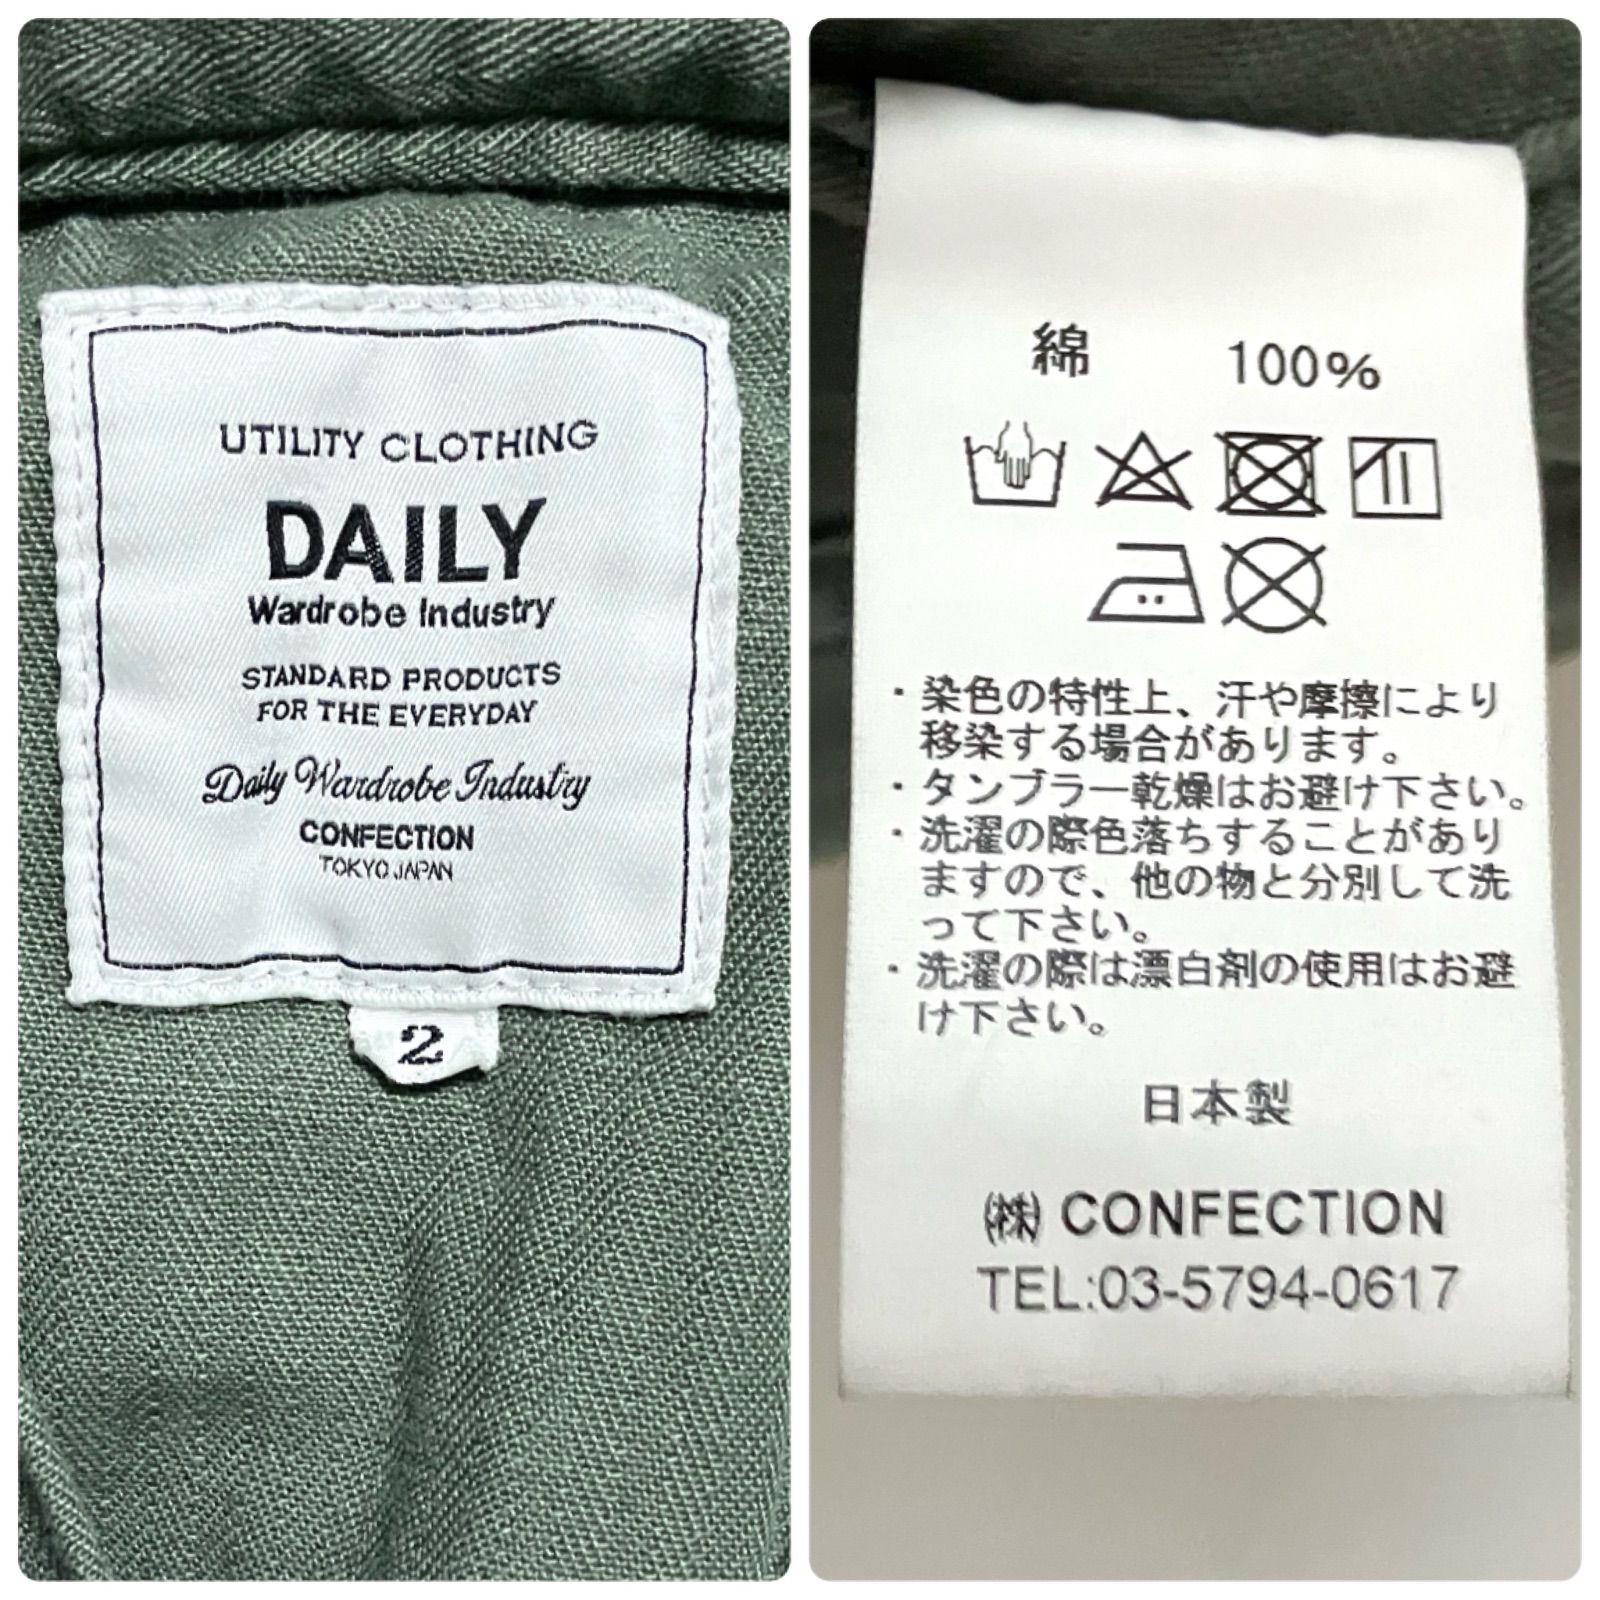 UTILITY CLOTHING
DAILY
Wardrobe Industry
STANDARD PRODUCTS
FOR THE EVERYDAY
Daily Wardrobe Industry
CONFECTION
TOKYO JAPAN
2
綿 100%
・染色の特性上、汗や摩擦により
移染する場合があります。
・タンブラー乾燥はお避け下さい。
・洗濯の際色落ちすることがあり
ますので、他の物と分別して洗
って下さい。
・洗濯の際は漂白剤の使用はお避
け下さい。
日本製
㈱ CONFECTION
TEL:03-5794-0617